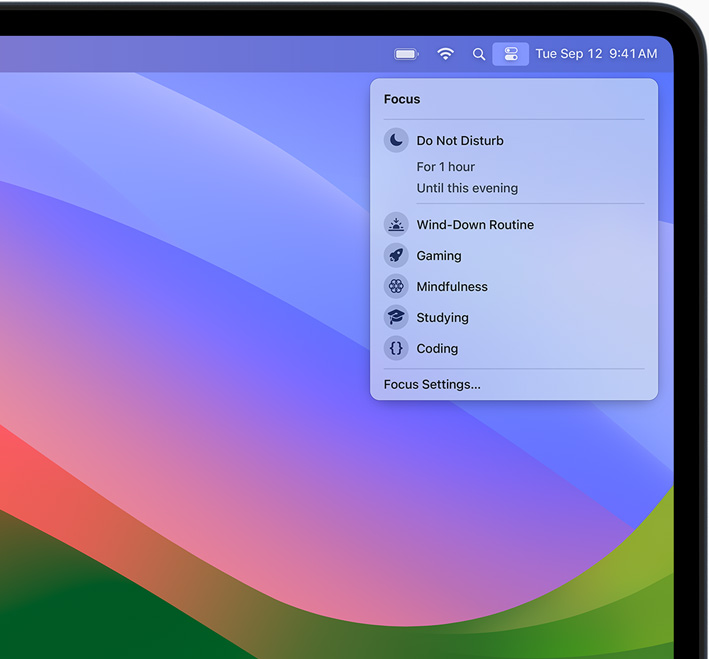 Tue Sep 12 9:41 AM
Focus
Do Not Disturb
For 1 hour
Until this evening
Wind-Down Routine
Gaming
Mindfulness
Studying
Coding
Focus Settings...